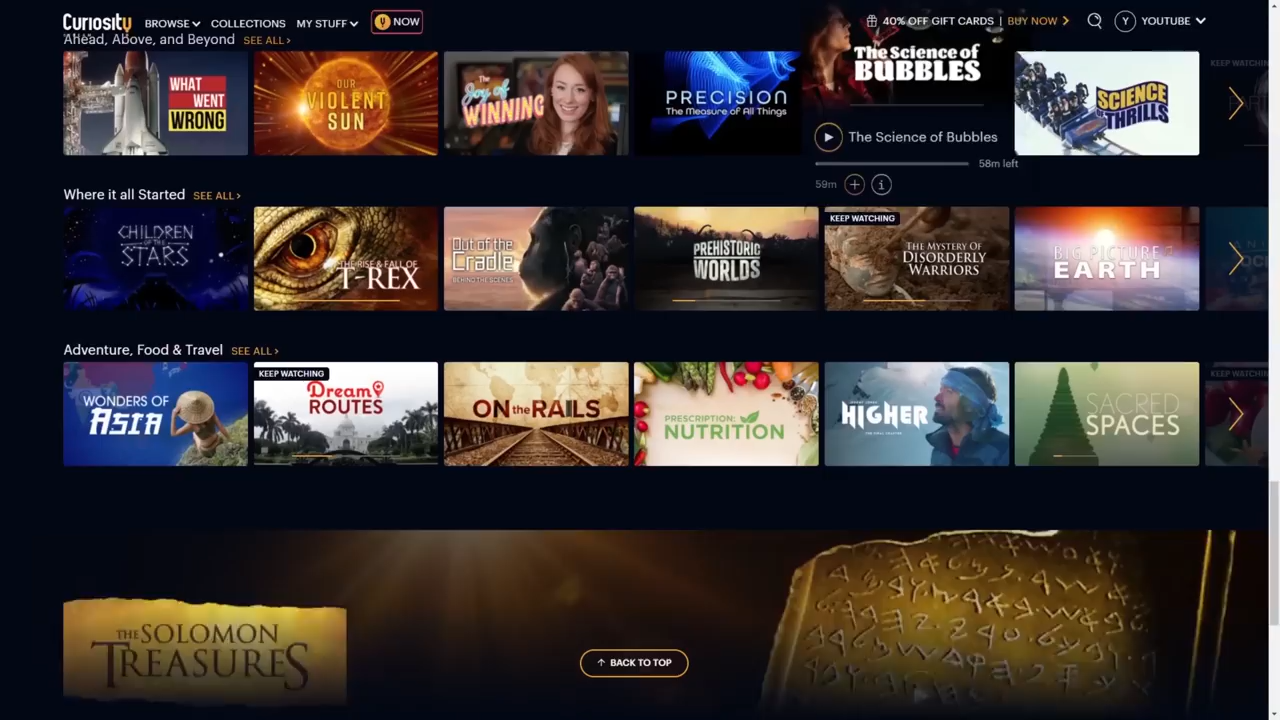 Curiosity
BROWSE
COLLECTIONS
MY STUFF
NOW
40% OFF GIFT CARDS | BUY NOW
Y
YOUTUBE
Ahead, Above, and Beyond SEE ALL >
WHAT
WENT
WRONG
OUR
VIOLENT
SUN
The
Joy of
WINNING
PRECISION
The Measure of All Things
The Science of
BUBBLES
The Science of Bubbles
58m left
59m
SCIENCE
OF THRILLS
KEEP WATCHING
Where it all Started SEE ALL >
CHILDREN
OF THE
STARS
THE RISE & FALL OF
T-REX
Out of the
Cradle
BEHIND THE SCENES
PREHISTORIC
WORLDS
KEEP WATCHING
THE MYSTERY OF
DISORDERLY
WARRIORS
BIG PICTURE
EARTH
Adventure, Food & Travel SEE ALL >
WONDERS OF
ASIA
KEEP WATCHING
Dream
ROUTES
ON the RAILS
PRESCRIPTION:
NUTRITION
HIGHER
SACRED
SPACES
KEEP WATCHING
THE SOLOMON
TREASURES
↑ BACK TO TOP